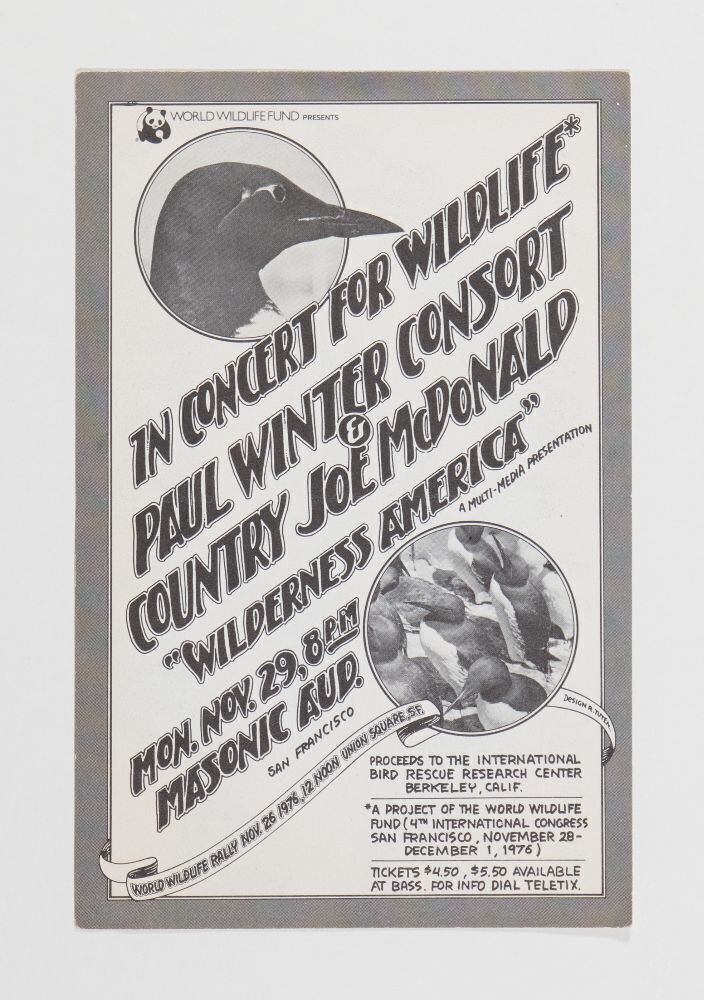 WORLD WILDLIFE FUND PRESENTS
IN CONCERT FOR WILDLIFE*
PAUL WINTER CONSORT
&
COUNTRY JOE McDONALD
"WILDERNESS AMERICA"
A MULTI-MEDIA PRESENTATION
MON. NOV. 29, 8 P.M.
MASONIC AUD.
SAN FRANCISCO
WORLD WILDLIFE RALLY NOV. 26 1976, 12 NOON UNION SQUARE, S.F.
DESIGN R. TUTEN
PROCEEDS TO THE INTERNATIONAL
BIRD RESCUE RESEARCH CENTER
BERKELEY, CALIF.
*A PROJECT OF THE WORLD WILDLIFE
FUND (4TH INTERNATIONAL CONGRESS
SAN FRANCISCO, NOVEMBER 28-
DECEMBER 1, 1976)
TICKETS $4.50, $5.50 AVAILABLE
AT BASS. FOR INFO DIAL TELETIX.